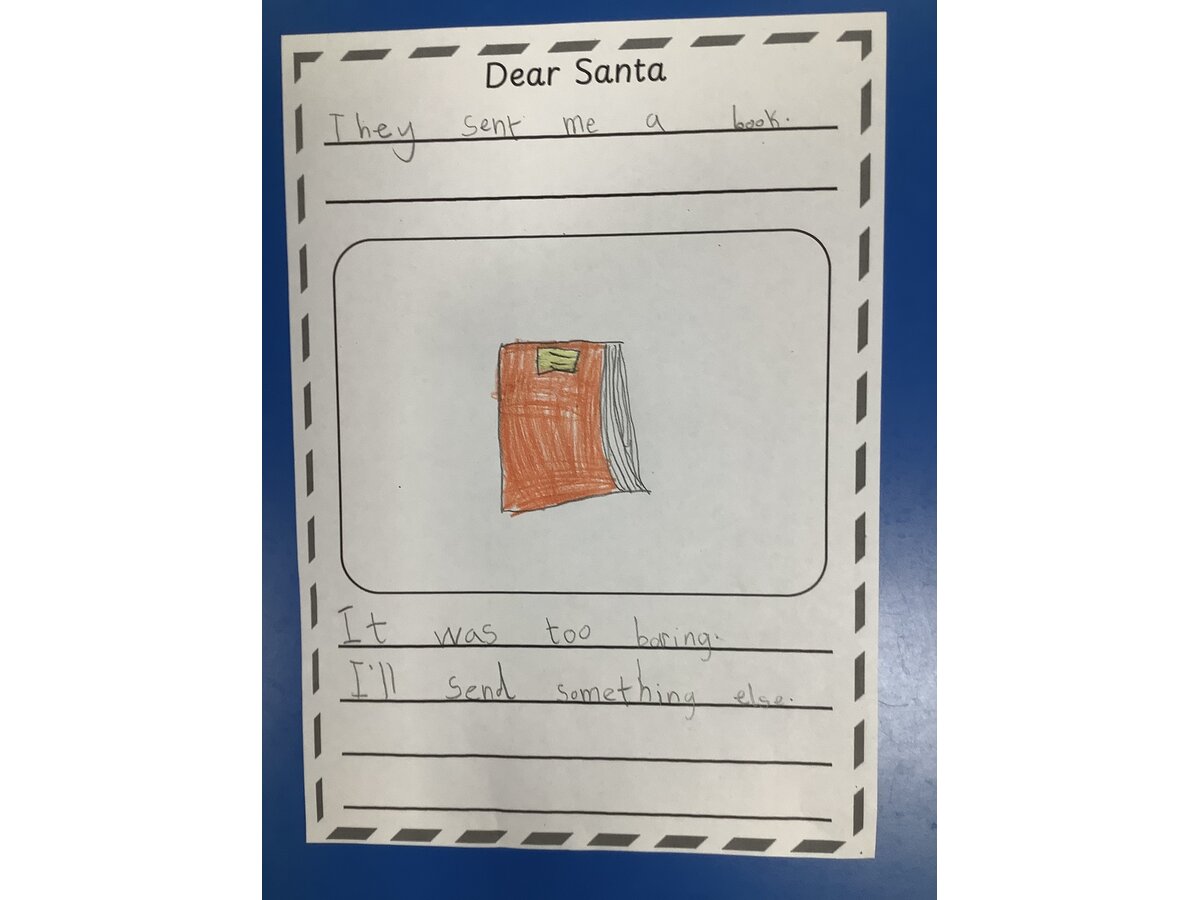 Dear Santa
They sent me a book.
It was too boring.
I'll send something else.